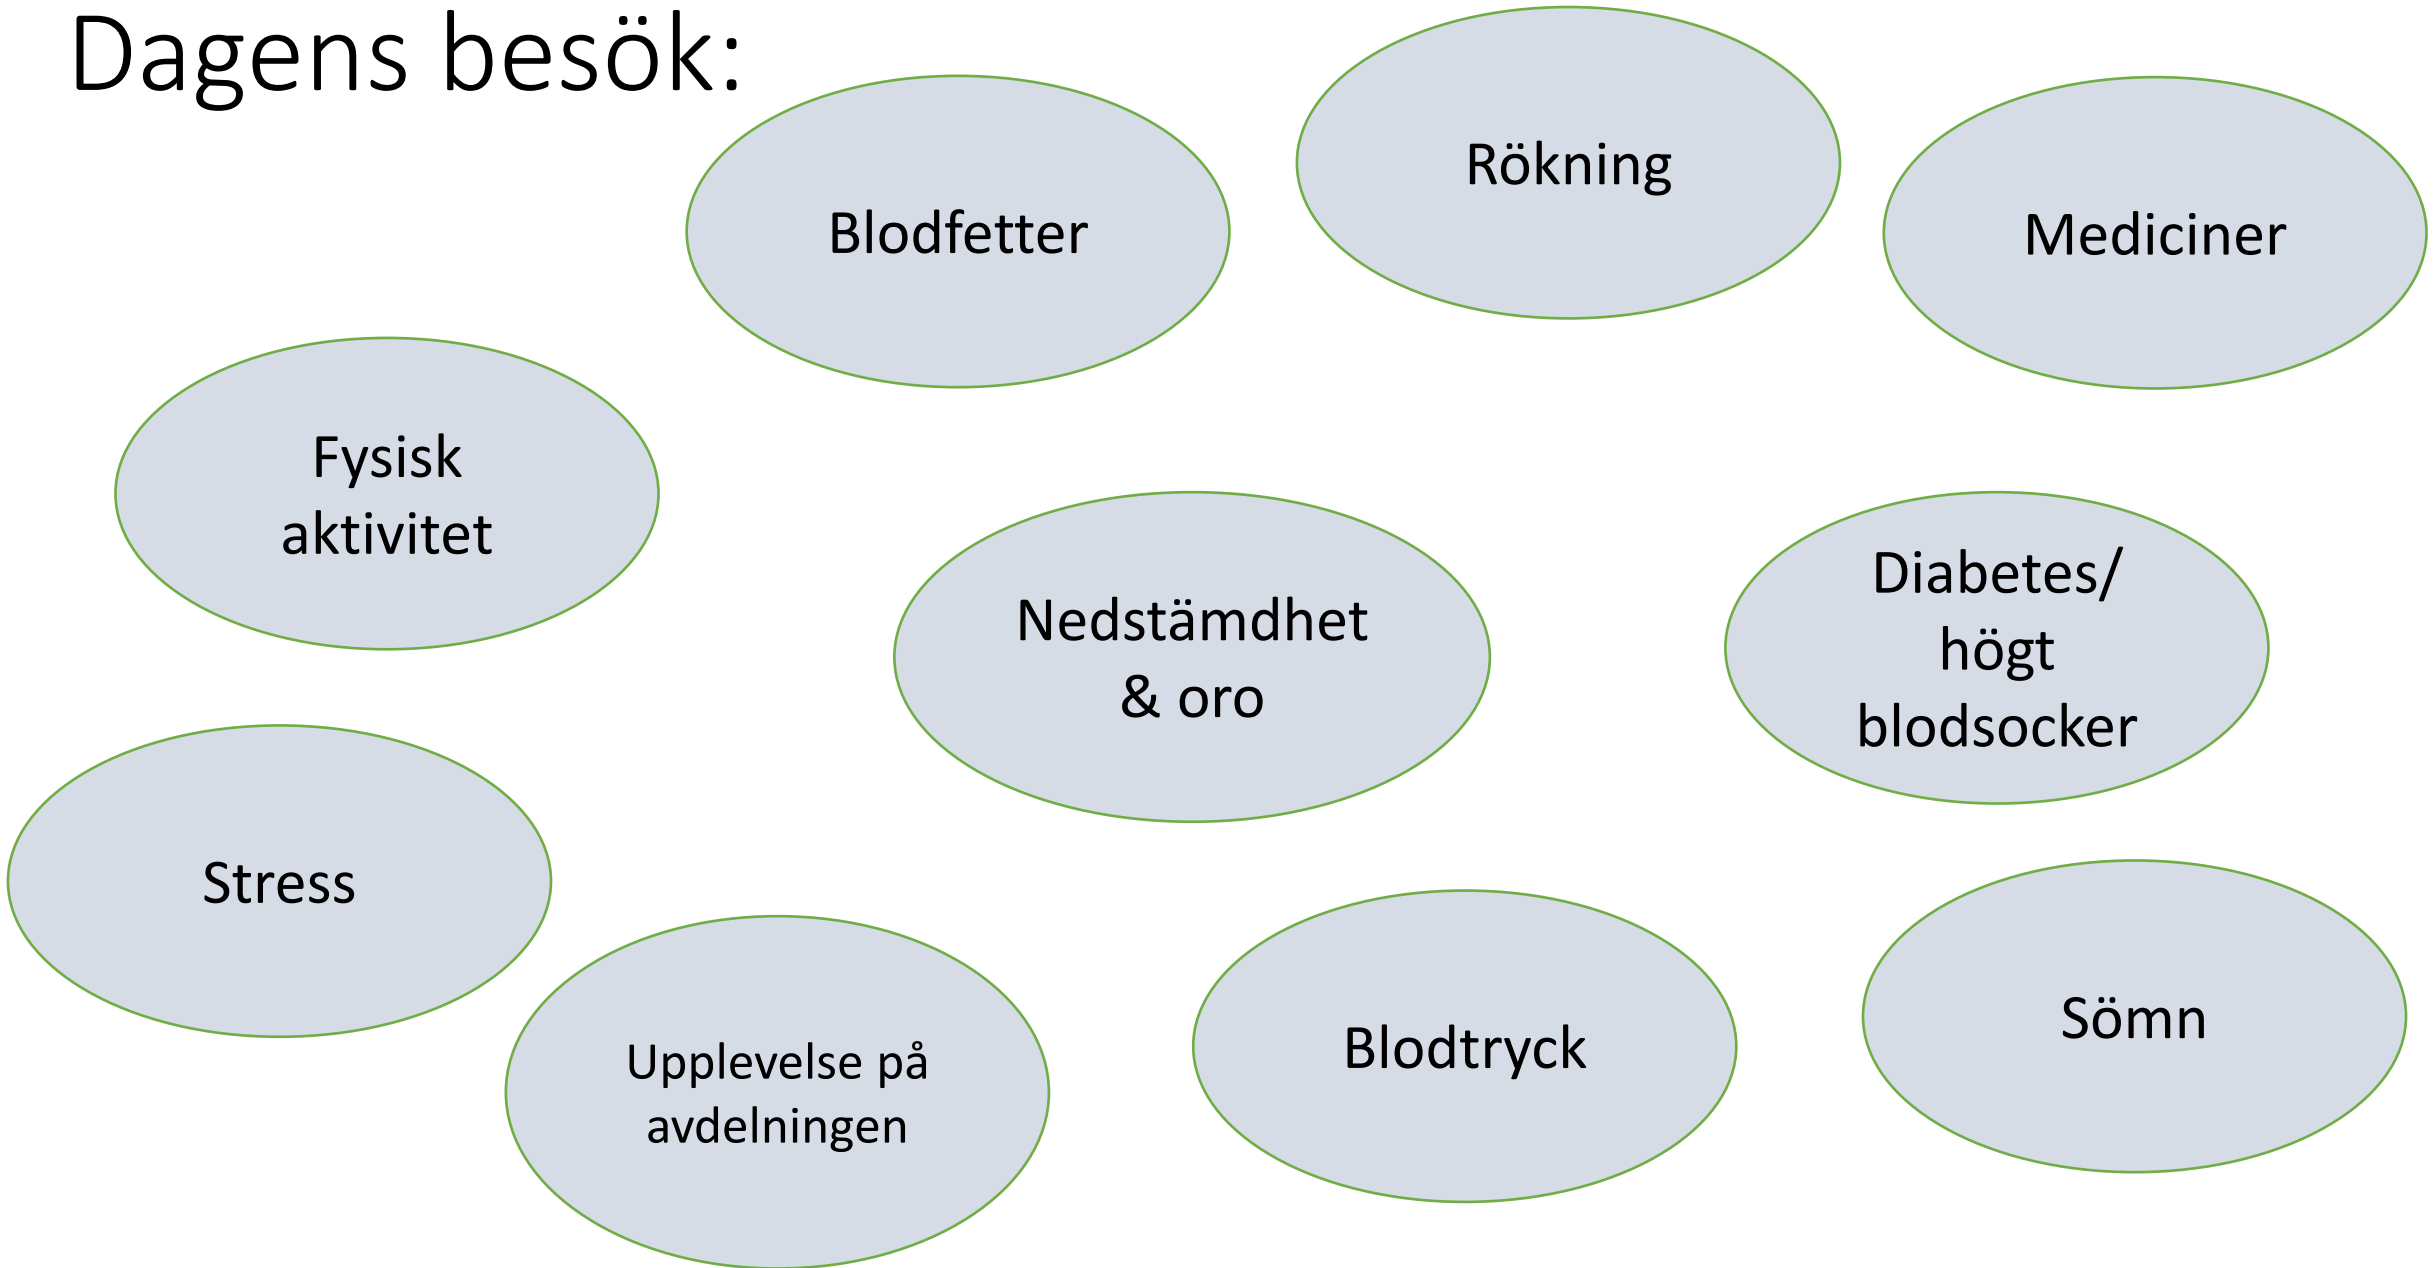 Dagens besök:
Blodfetter
Rökning
Mediciner
Fysisk
aktivitet
Nedstämdhet
& oro
Diabetes/
högt
blodsocker
Stress
Upplevelse på
avdelningen
Blodtryck
Sömn